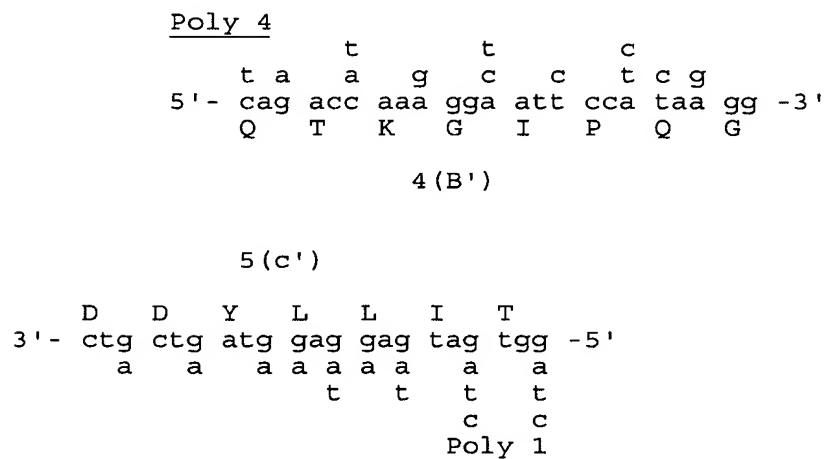 Poly 4
t t c
t a a g c c t c g
5'- cag acc aaa gga att cca taa gg -3'
Q T K G I P Q G
4(B')
5(c')
D D Y L L I T
3'- ctg ctg atg gag gag tag tgg -5'
a a a a a a a a a
t t t t
c c
Poly 1